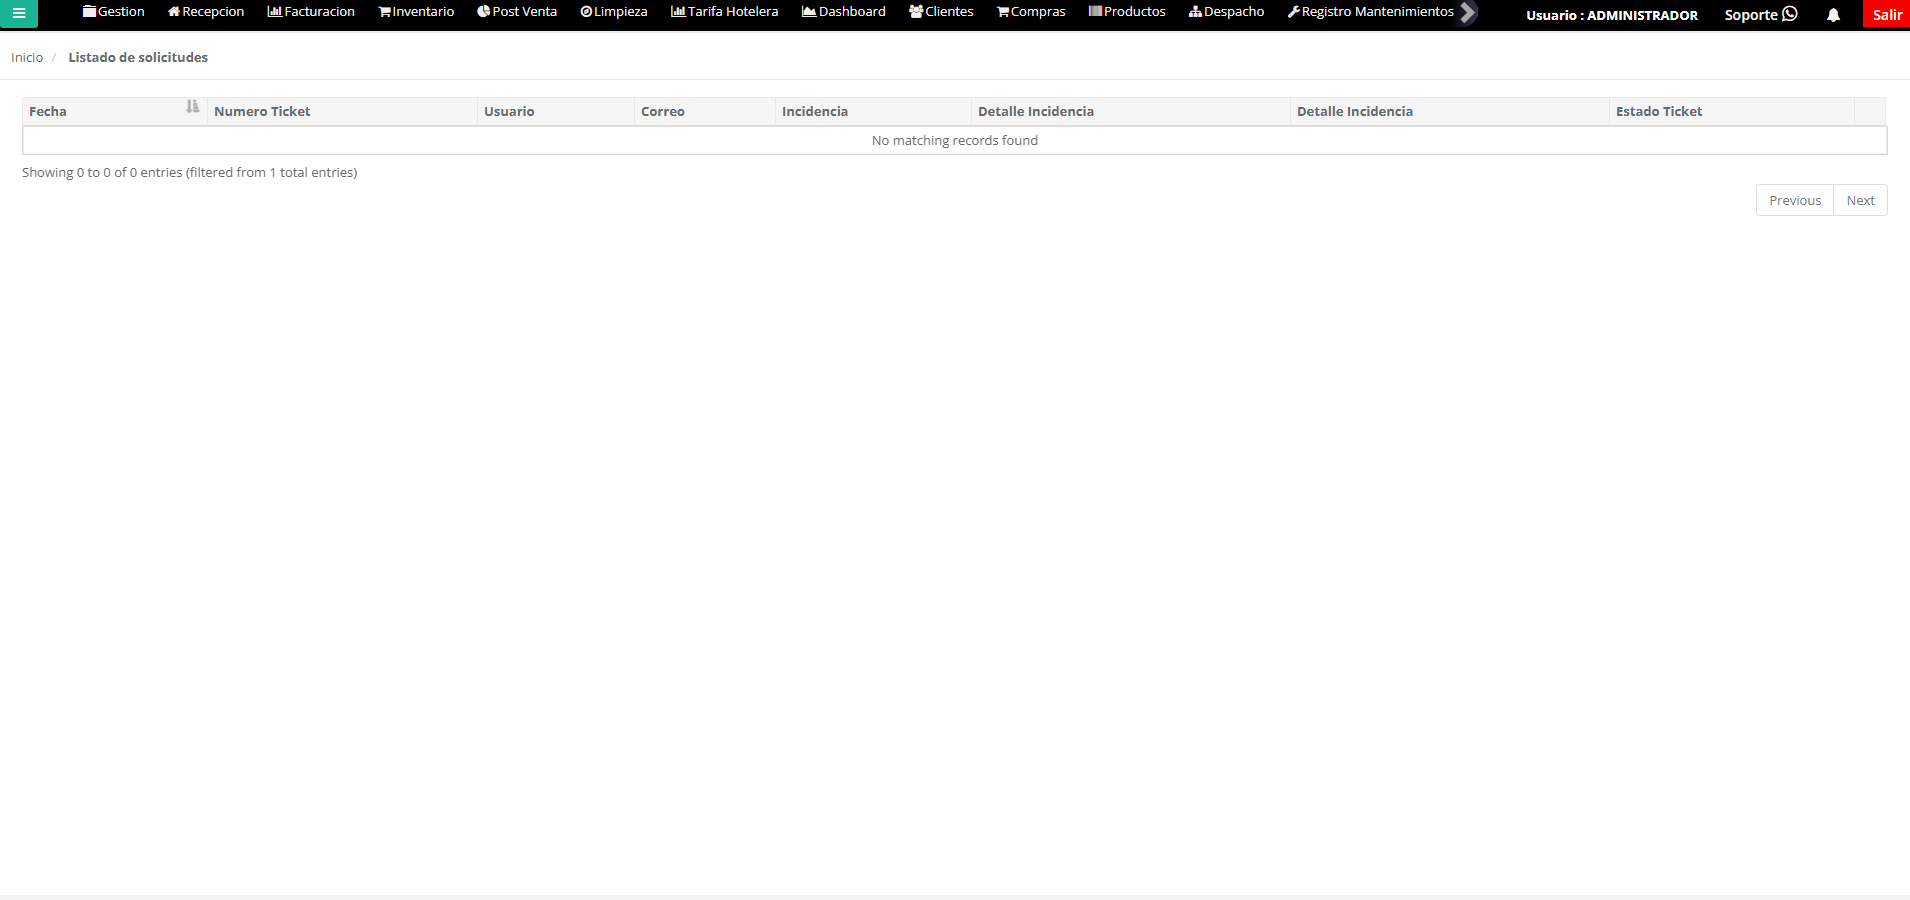 Gestion Recepcion Facturacion Inventario Post Venta Limpieza Tarifa Hotelera Dashboard Clientes Compras Productos Despacho Registro Mantenimientos Usuario : ADMINISTRADOR Soporte Salir
Inicio / Listado de solicitudes
Fecha Numero Ticket Usuario Correo Incidencia Detalle Incidencia Detalle Incidencia Estado Ticket
No matching records found
Showing 0 to 0 of 0 entries (filtered from 1 total entries)
Previous Next